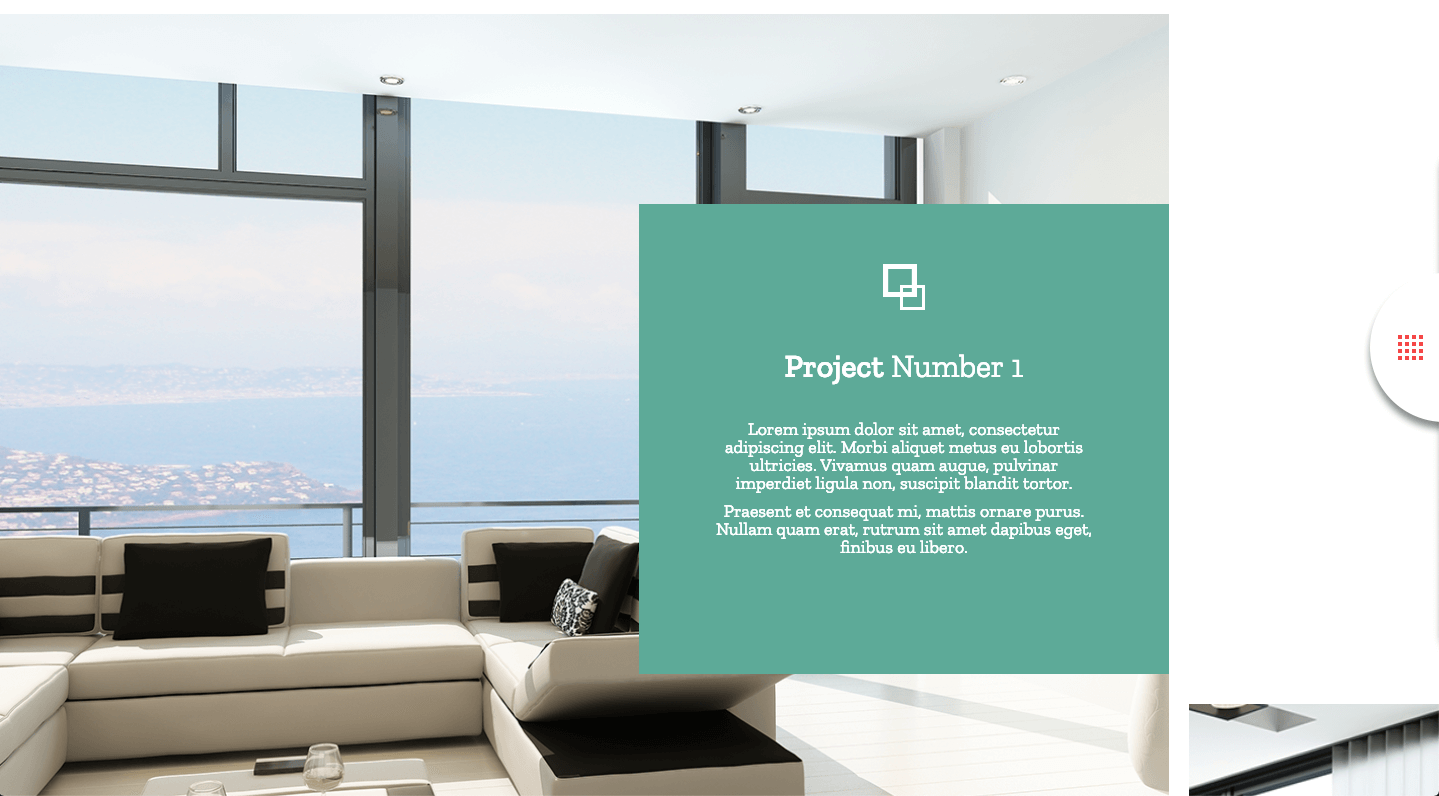 Project Number 1
Lorem ipsum dolor sit amet, consectetur
adipiscing elit. Morbi aliquet metus eu lobortis
ultricies. Vivamus quam augue, pulvinar
imperdiet ligula non, suscipit blandit tortor.
Praesent et consequat mi, mattis ornare purus.
Nullam quam erat, rutrum sit amet dapibus eget,
finibus eu libero.